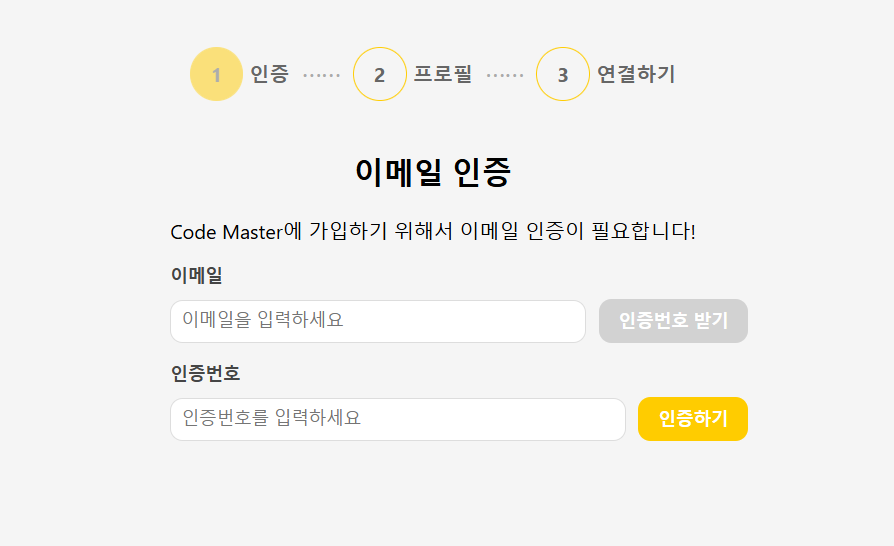 1 인증 ······ 2 프로필 ······ 3 연결하기
이메일 인증
Code Master에 가입하기 위해서 이메일 인증이 필요합니다!
이메일
이메일을 입력하세요 인증번호 받기
인증번호
인증번호를 입력하세요 인증하기